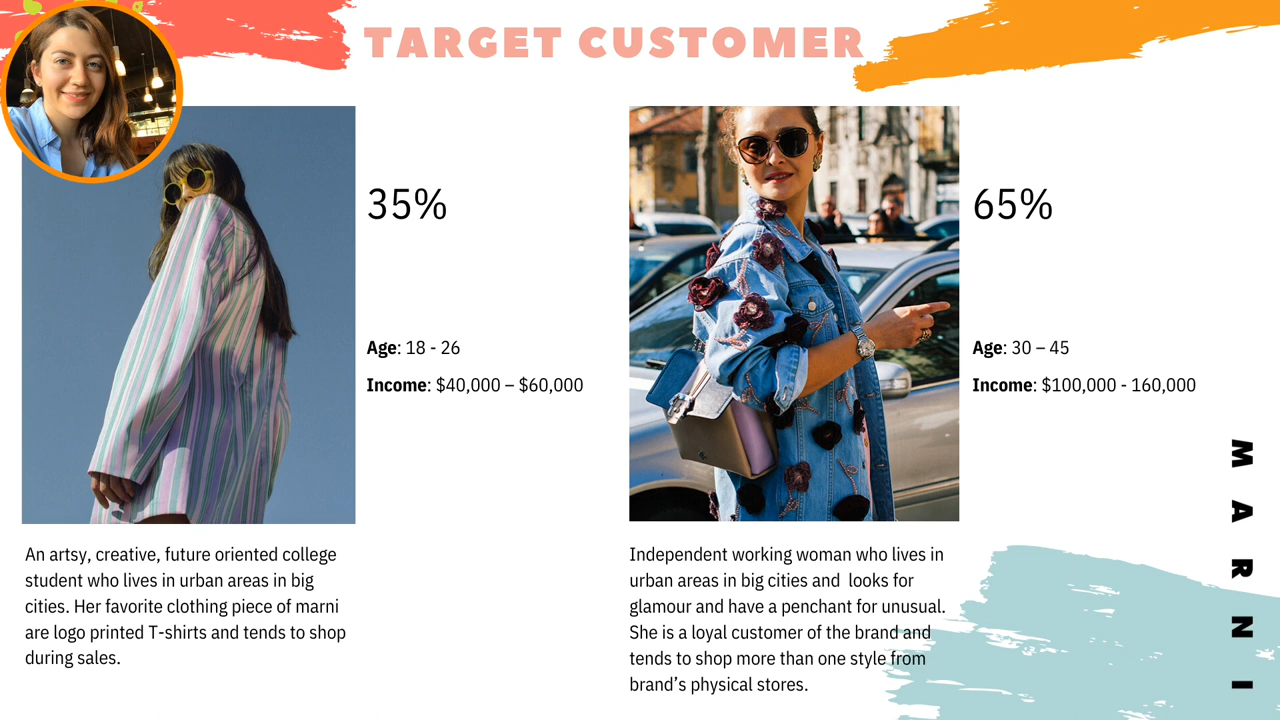 TARGET CUSTOMER
35%
Age: 18 - 26
Income: $40,000 – $60,000
An artsy, creative, future oriented college
student who lives in urban areas in big
cities. Her favorite clothing piece of marni
are logo printed T-shirts and tends to shop
during sales.
65%
Age: 30 – 45
Income: $100,000 - 160,000
Independent working woman who lives in
urban areas in big cities and  looks for
glamour and have a penchant for unusual.
She is a loyal customer of the brand and
tends to shop more than one style from
brand’s physical stores.
MARNI